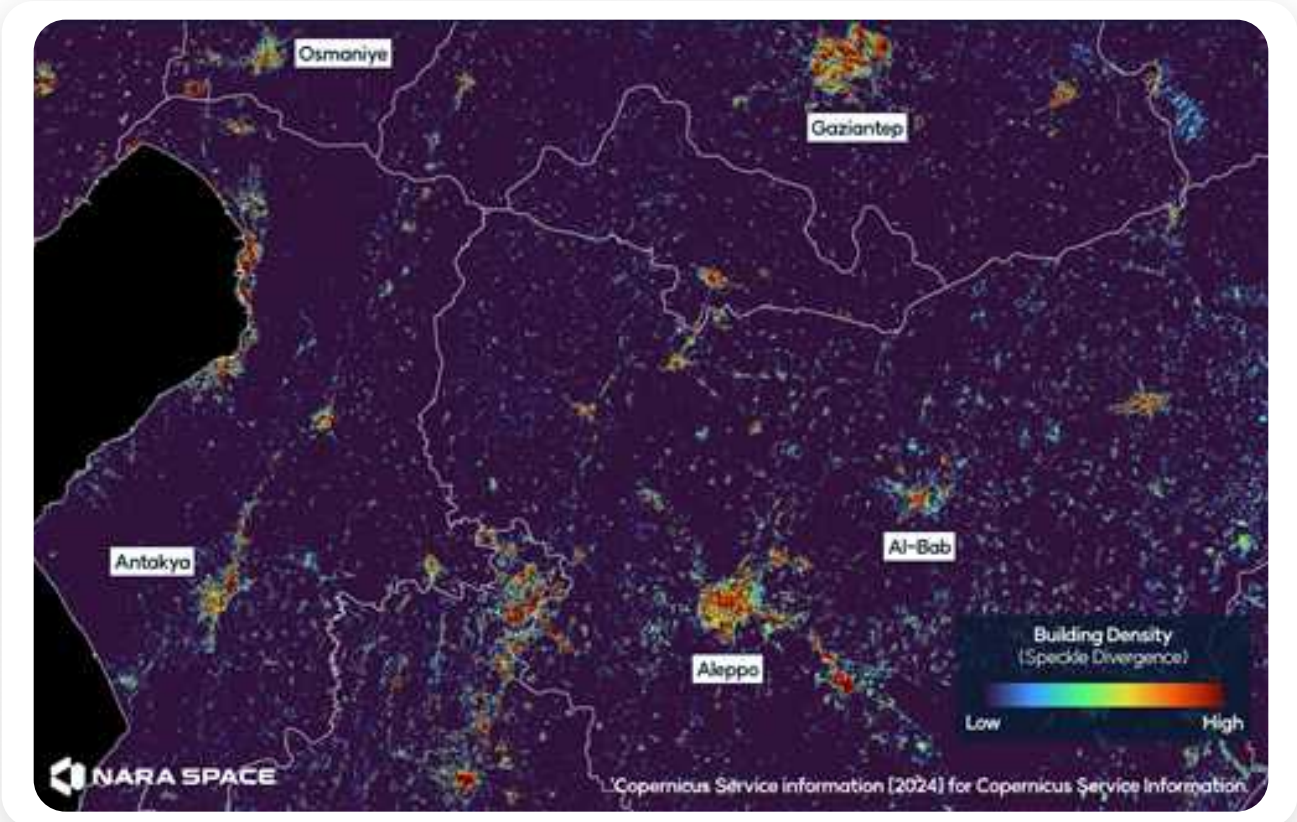 Osmaniye
Gaziantep
Antakya
Al-Bab
Aleppo
Building Density
(Speckle Divergence)
Low
High
NARA SPACE
'Copernicus Service information [2024] for Copernicus Service Information.